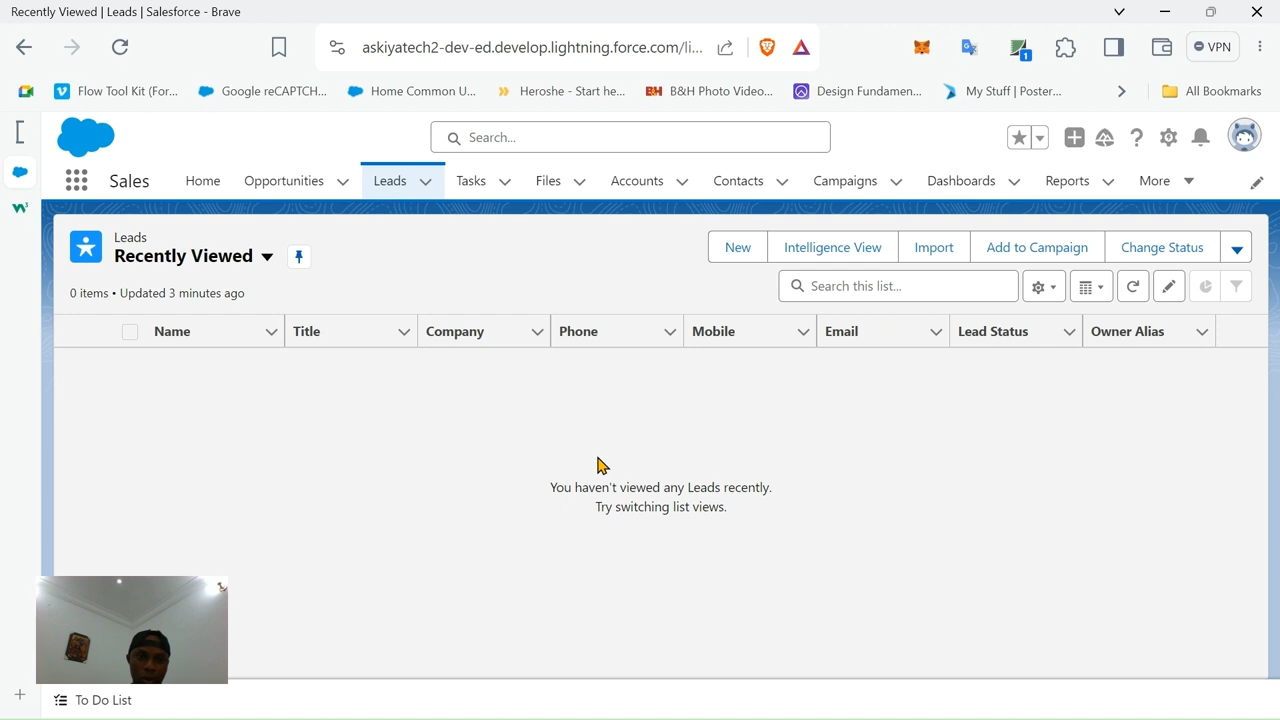 Recently Viewed | Leads | Salesforce - Brave
askiyatech2-dev-ed.develop.lightning.force.com/li...
1
VPN
Flow Tool Kit (For...
Google reCAPTCH...
Home Common U...
Heroshe - Start he...
B&H Photo Video...
Design Fundamen...
My Stuff | Poster...
All Bookmarks
Search...
Sales
Home
Opportunities
Leads
Tasks
Files
Accounts
Contacts
Campaigns
Dashboards
Reports
More
Leads
Recently Viewed
New
Intelligence View
Import
Add to Campaign
Change Status
0 items • Updated 3 minutes ago
Search this list...
Name
Title
Company
Phone
Mobile
Email
Lead Status
Owner Alias
You haven't viewed any Leads recently.
Try switching list views.
To Do List